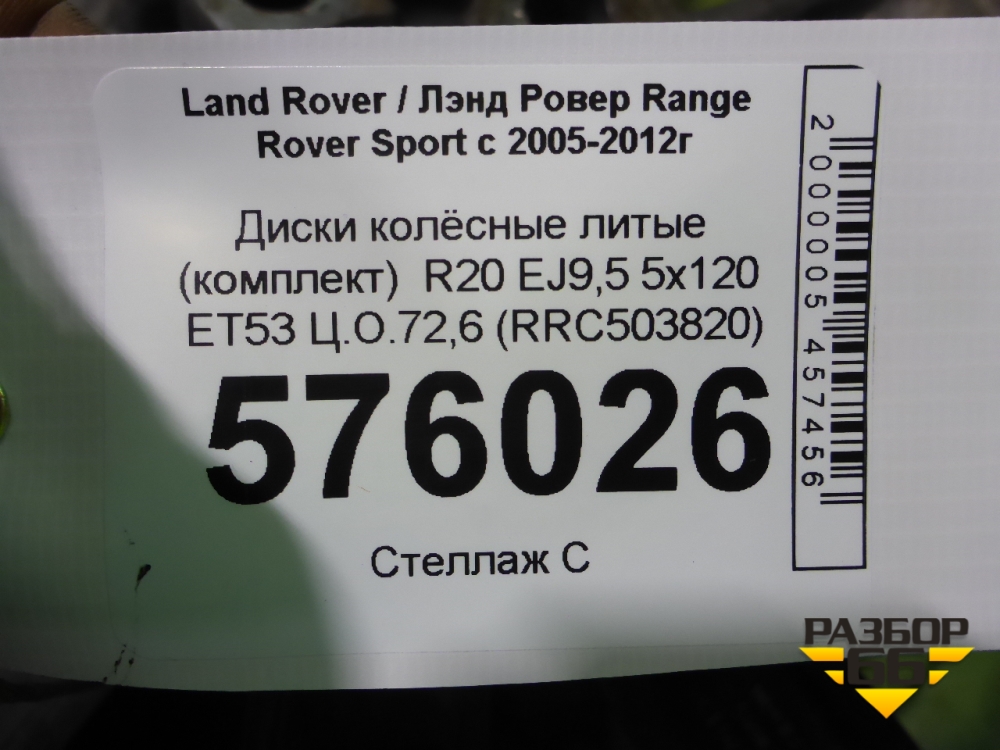 Land Rover / Лэнд Ровер Range
Rover Sport с 2005-2012г
Диски колёсные литые
(комплект) R20 EJ9,5 5x120
ET53 Ц.О.72,6 (RRC503820)
576026
Стеллаж С
2000005457456
РАЗБОР
66